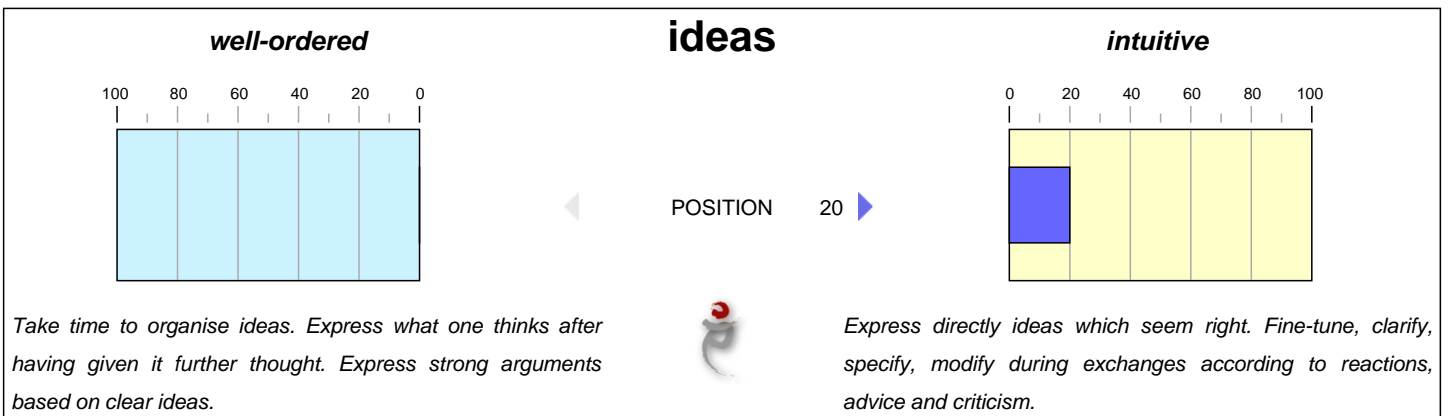 ideas
well-ordered
intuitive
100 80 60 40 20 0
0 20 40 60 80 100
POSITION 20
Take time to organise ideas. Express what one thinks after
having given it further thought. Express strong arguments
based on clear ideas.
Express directly ideas which seem right. Fine-tune, clarify,
specify, modify during exchanges according to reactions,
advice and criticism.